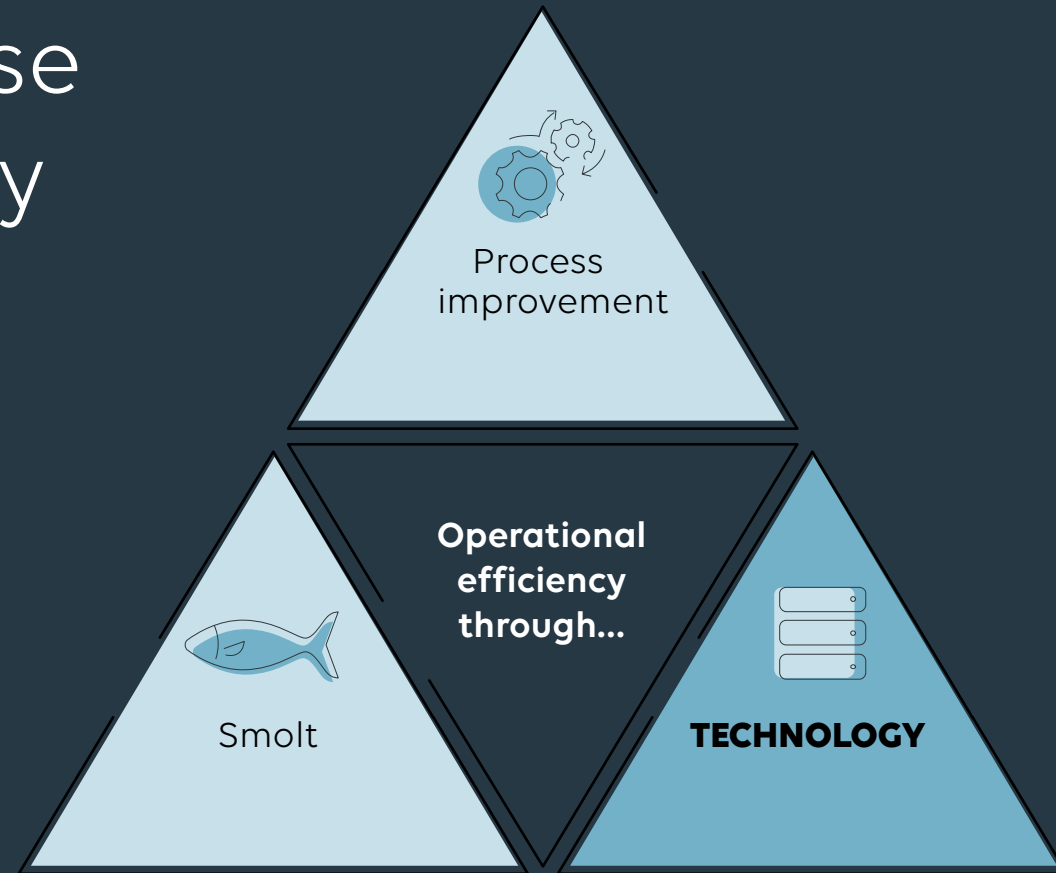 se
y
Process
improvement
Operational
efficiency
through...
Smolt
TECHNOLOGY